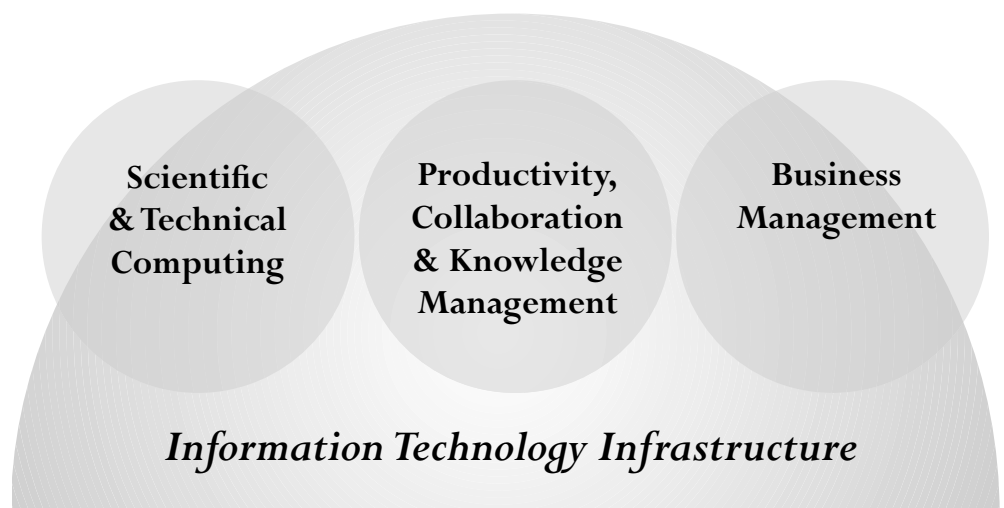 Scientific
& Technical
Computing
Productivity,
Collaboration
& Knowledge
Management
Business
Management
Information Technology Infrastructure